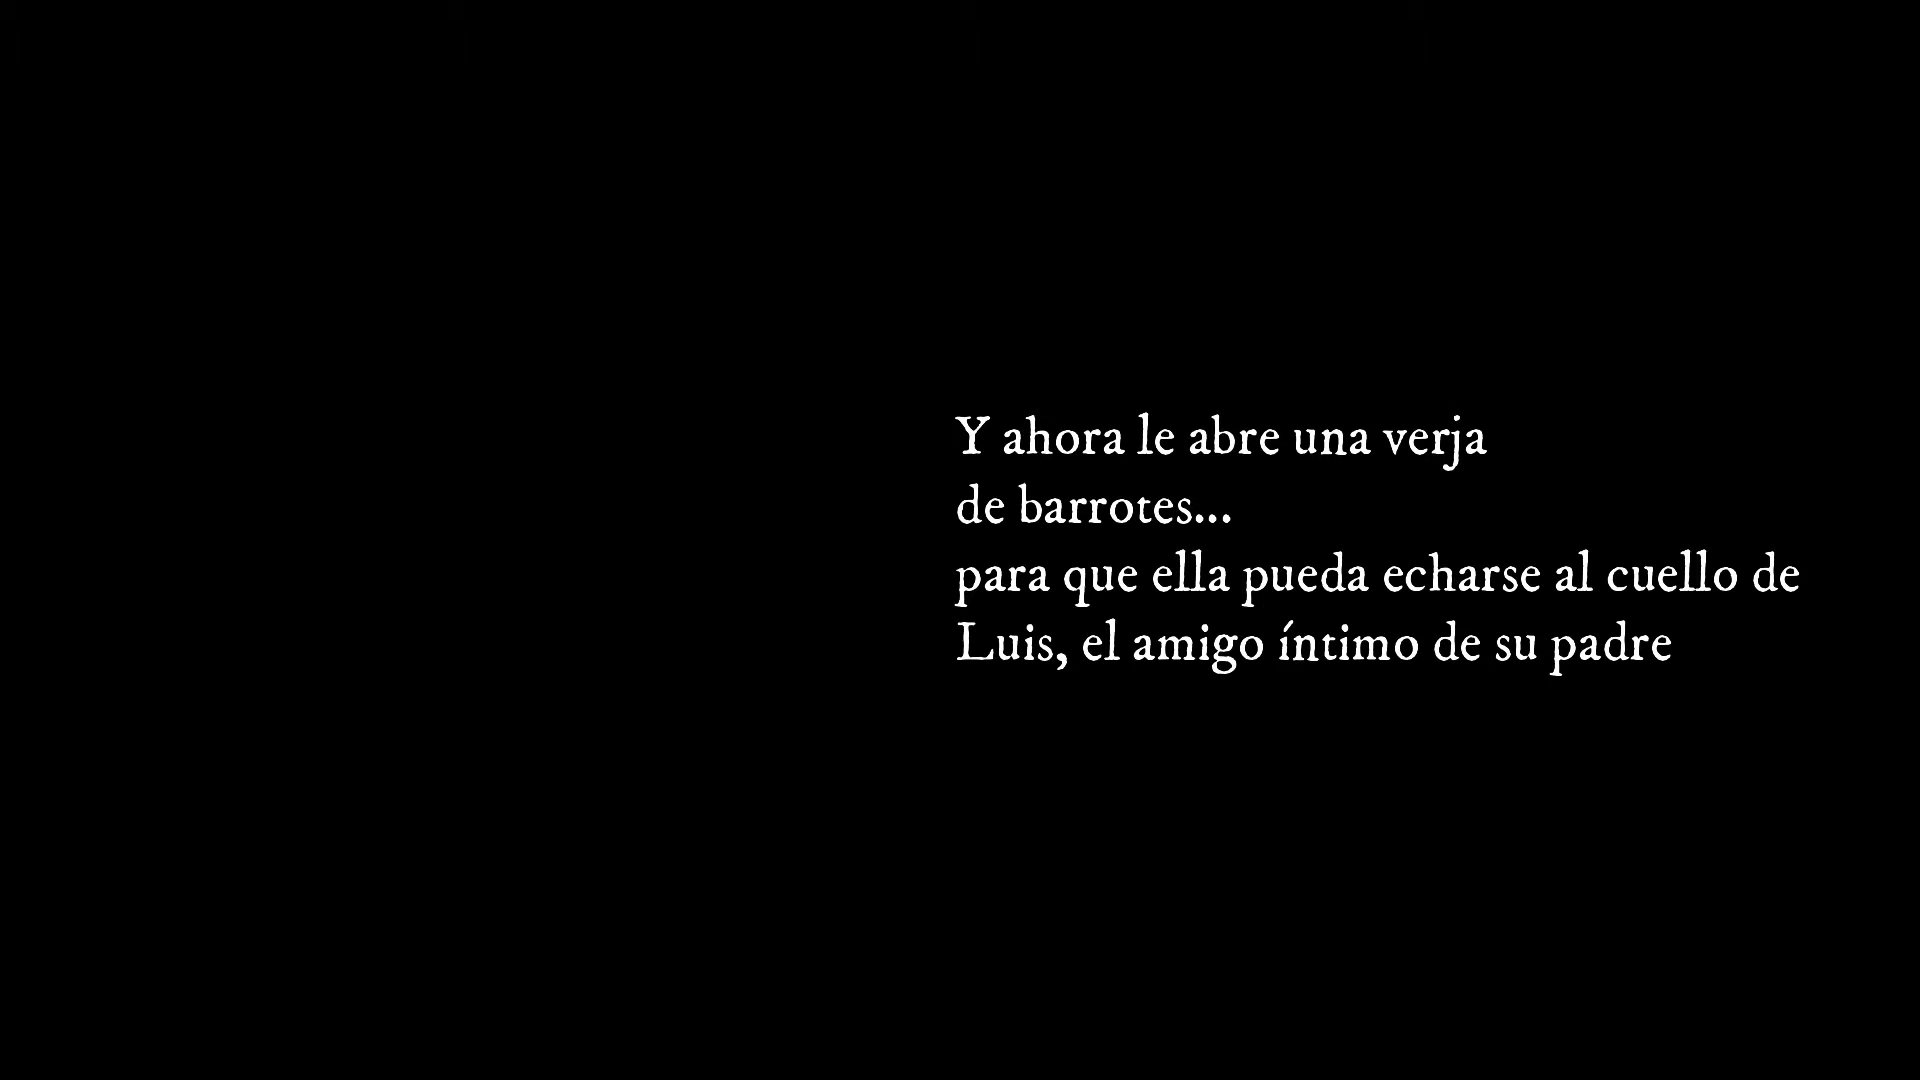 Y ahora le abre una verja
de barrotes...
para que ella pueda echarse al cuello de
Luis, el amigo íntimo de su padre